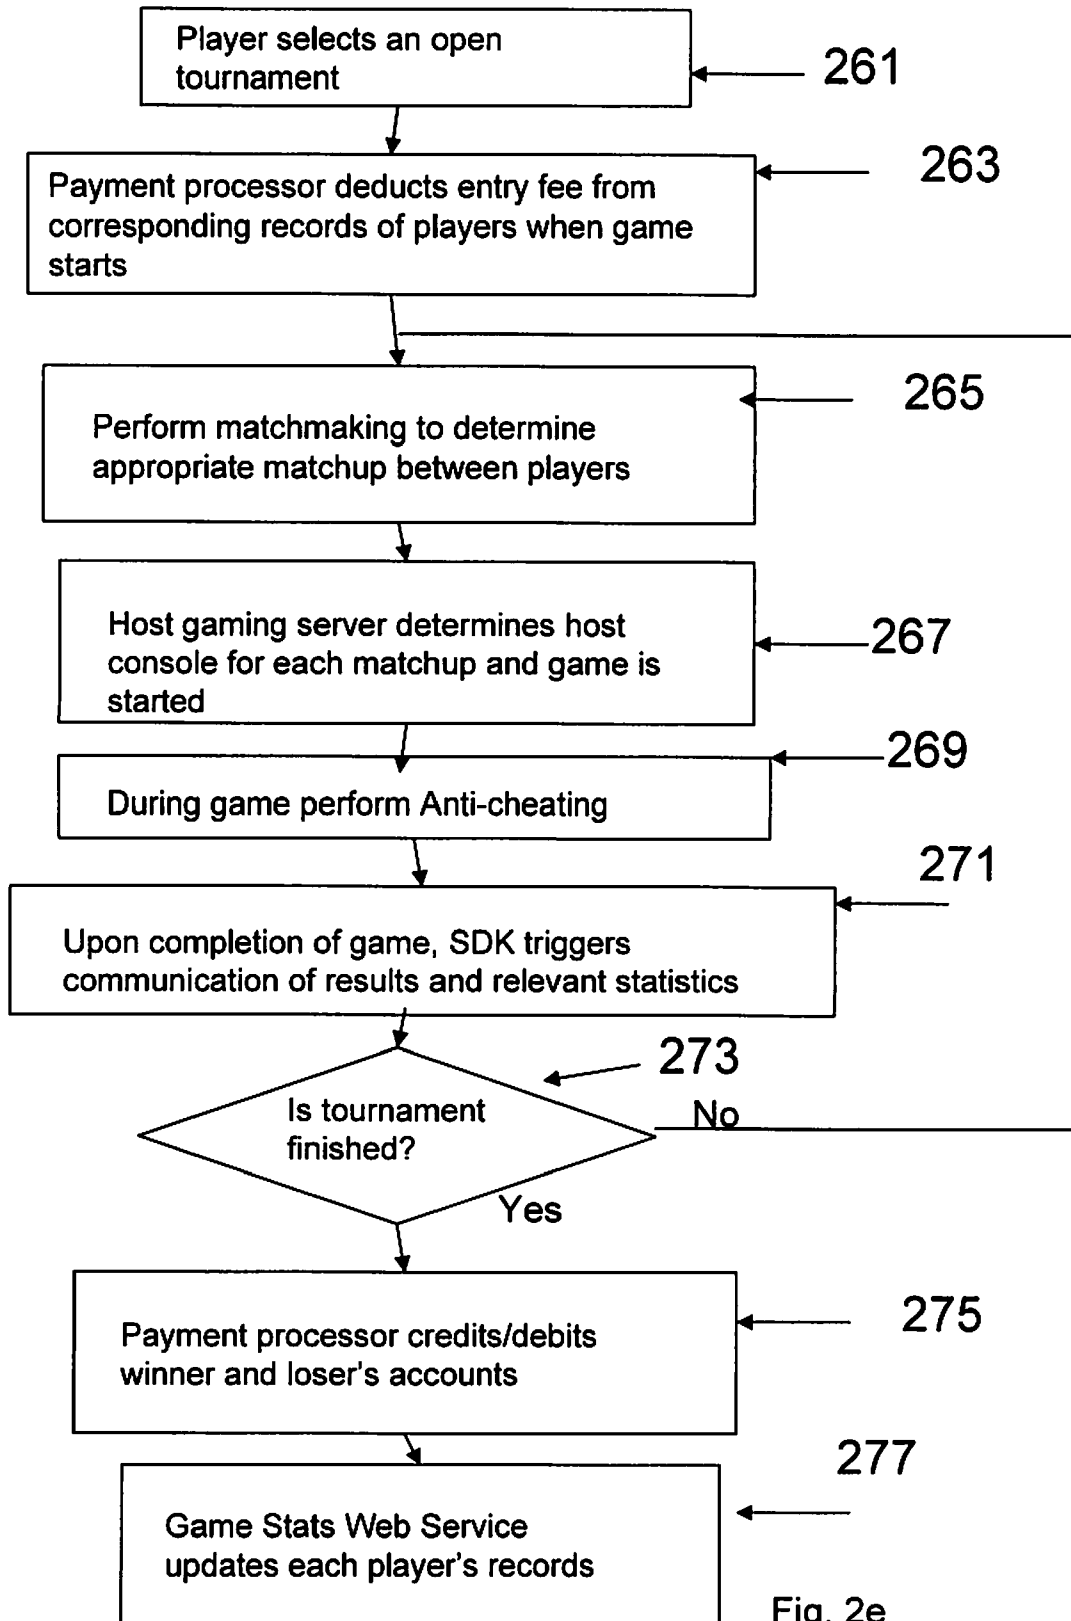 Player selects an open
tournament
261
263
Payment processor deducts entry fee from
corresponding records of players when game
starts
265
Perform matchmaking to determine
appropriate matchup between players
Host gaming server determines host
console for each matchup and game is
started
267
269
During game perform Anti-cheating
271
Upon completion of game, SDK triggers
communication of results and relevant statistics
273
Is tournament
finished?
No
Yes
275
Payment processor credits/debits
winner and loser's accounts
277
Game Stats Web Service
updates each player's records
Fig. 2e